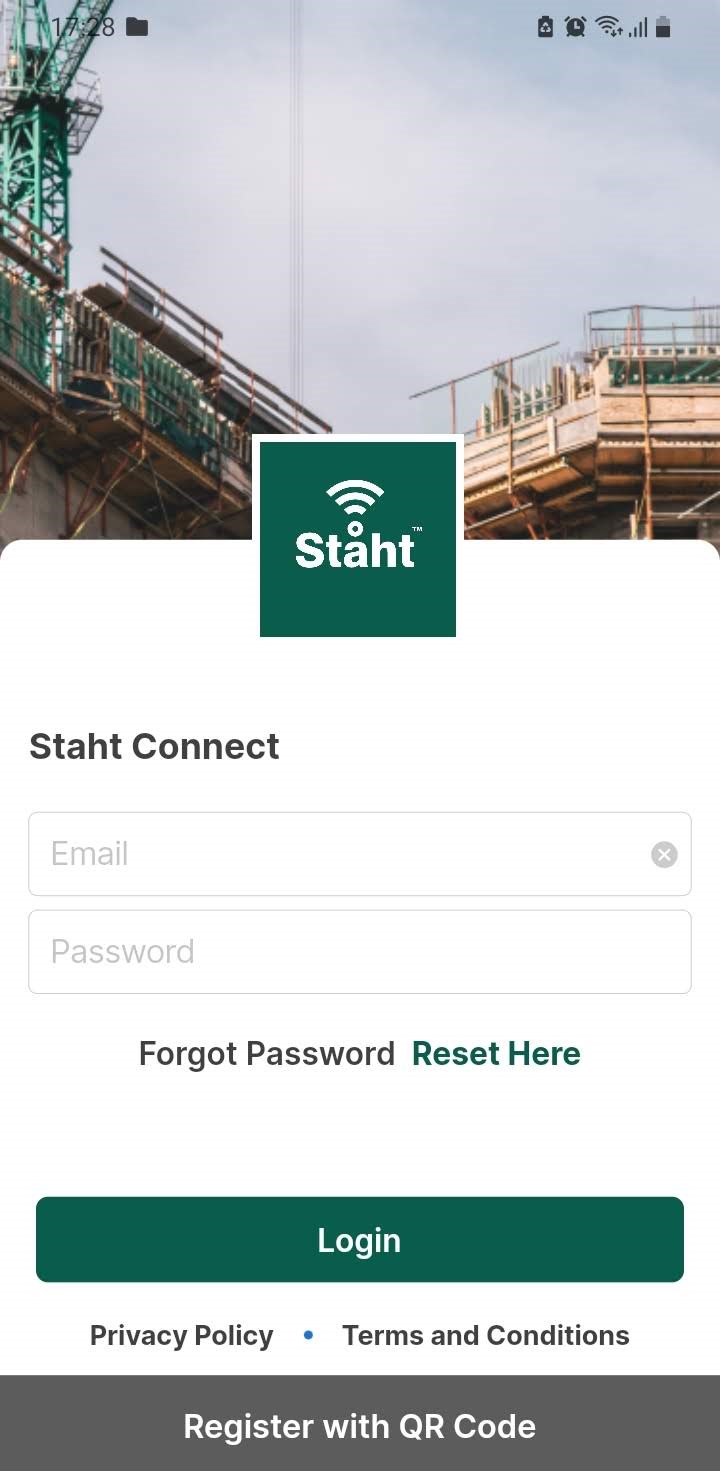 17:28
Ståht™
Staht Connect
Email
Password
Forgot Password Reset Here
Login
Privacy Policy • Terms and Conditions
Register with QR Code